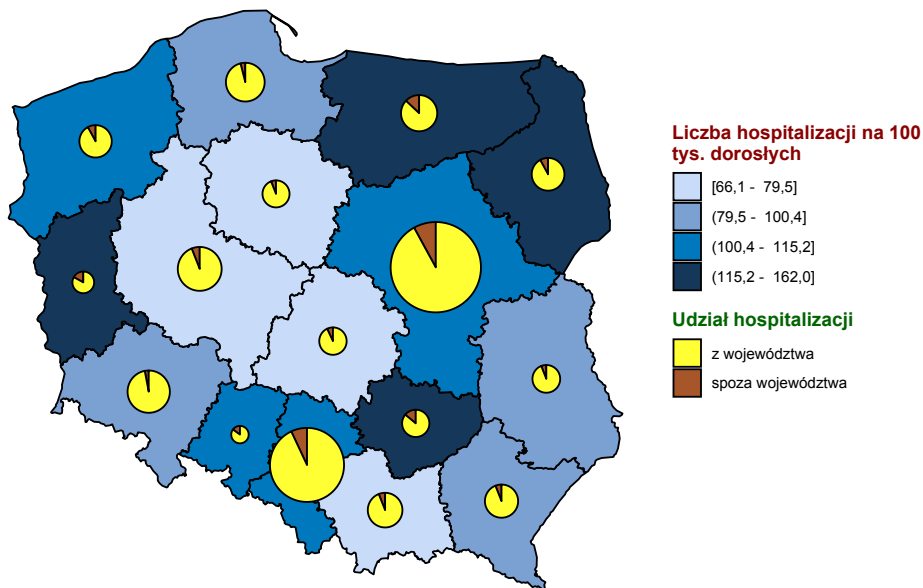 Liczba hospitalizacji na 100
tys. dorosłych
[66,1 - 79,5]
(79,5 - 100,4]
(100,4 - 115,2]
(115,2 - 162,0]
Udział hospitalizacji
z województwa
spoza województwa